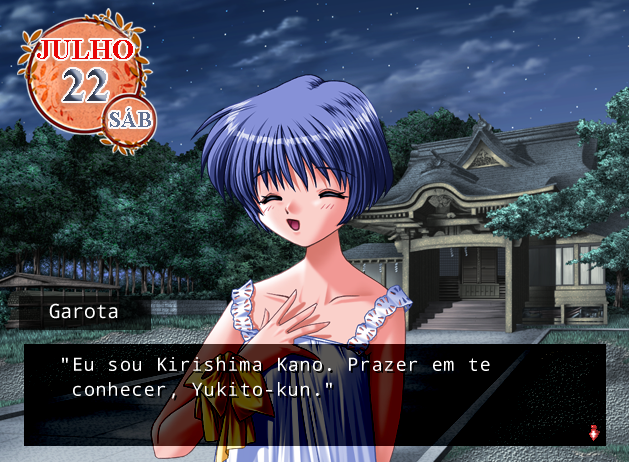 JULHO
22
SÁB
Garota
"Eu sou Kirishima Kano. Prazer em te
conhecer, Yukito-kun."